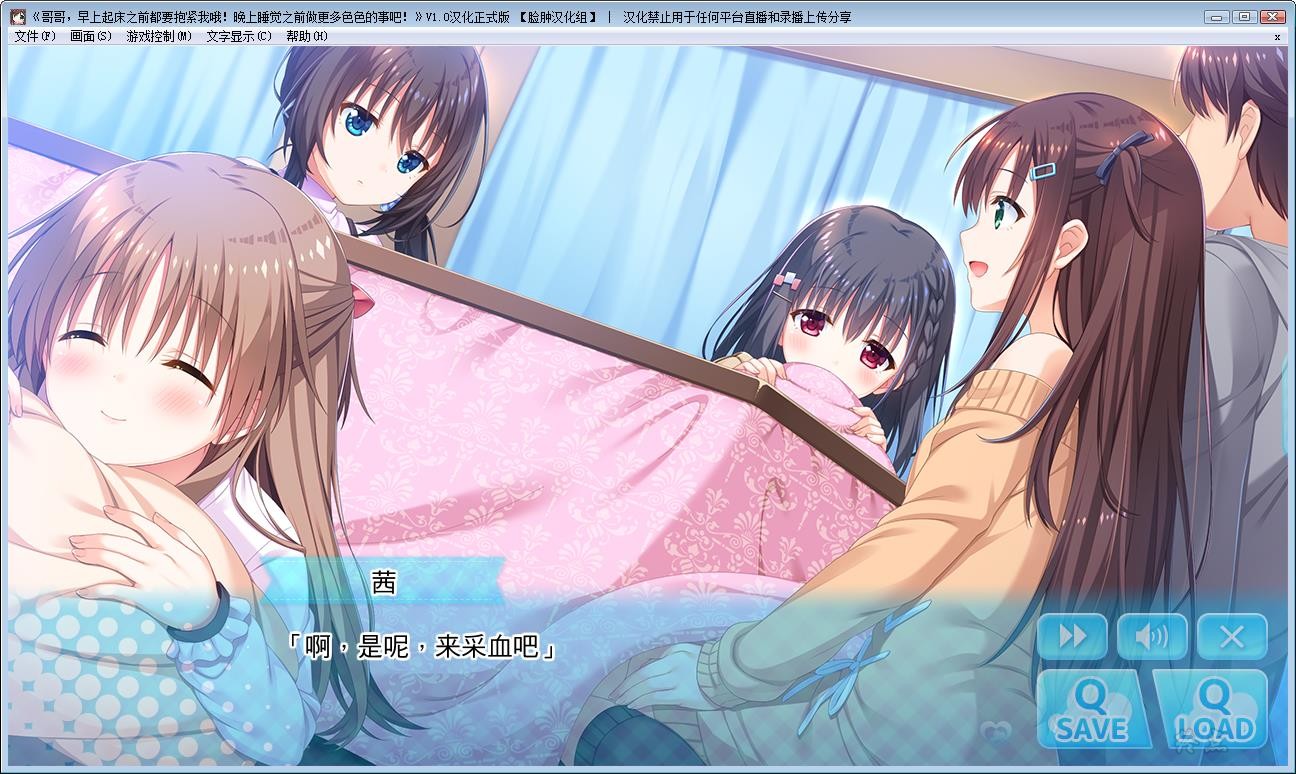 《哥哥，早上起床之前都要抱紧我哦！晚上睡觉之前做更多色色的事吧！》V1.0汉化正式版 【脸肿汉化组】 | 汉化禁止用于任何平台直播和录播上传分享
文件(F) 画面(S) 游戏控制(M) 文字显示(C) 帮助(H) x
茜
「啊，是呢，来采血吧」
Q SAVE
Q LOAD